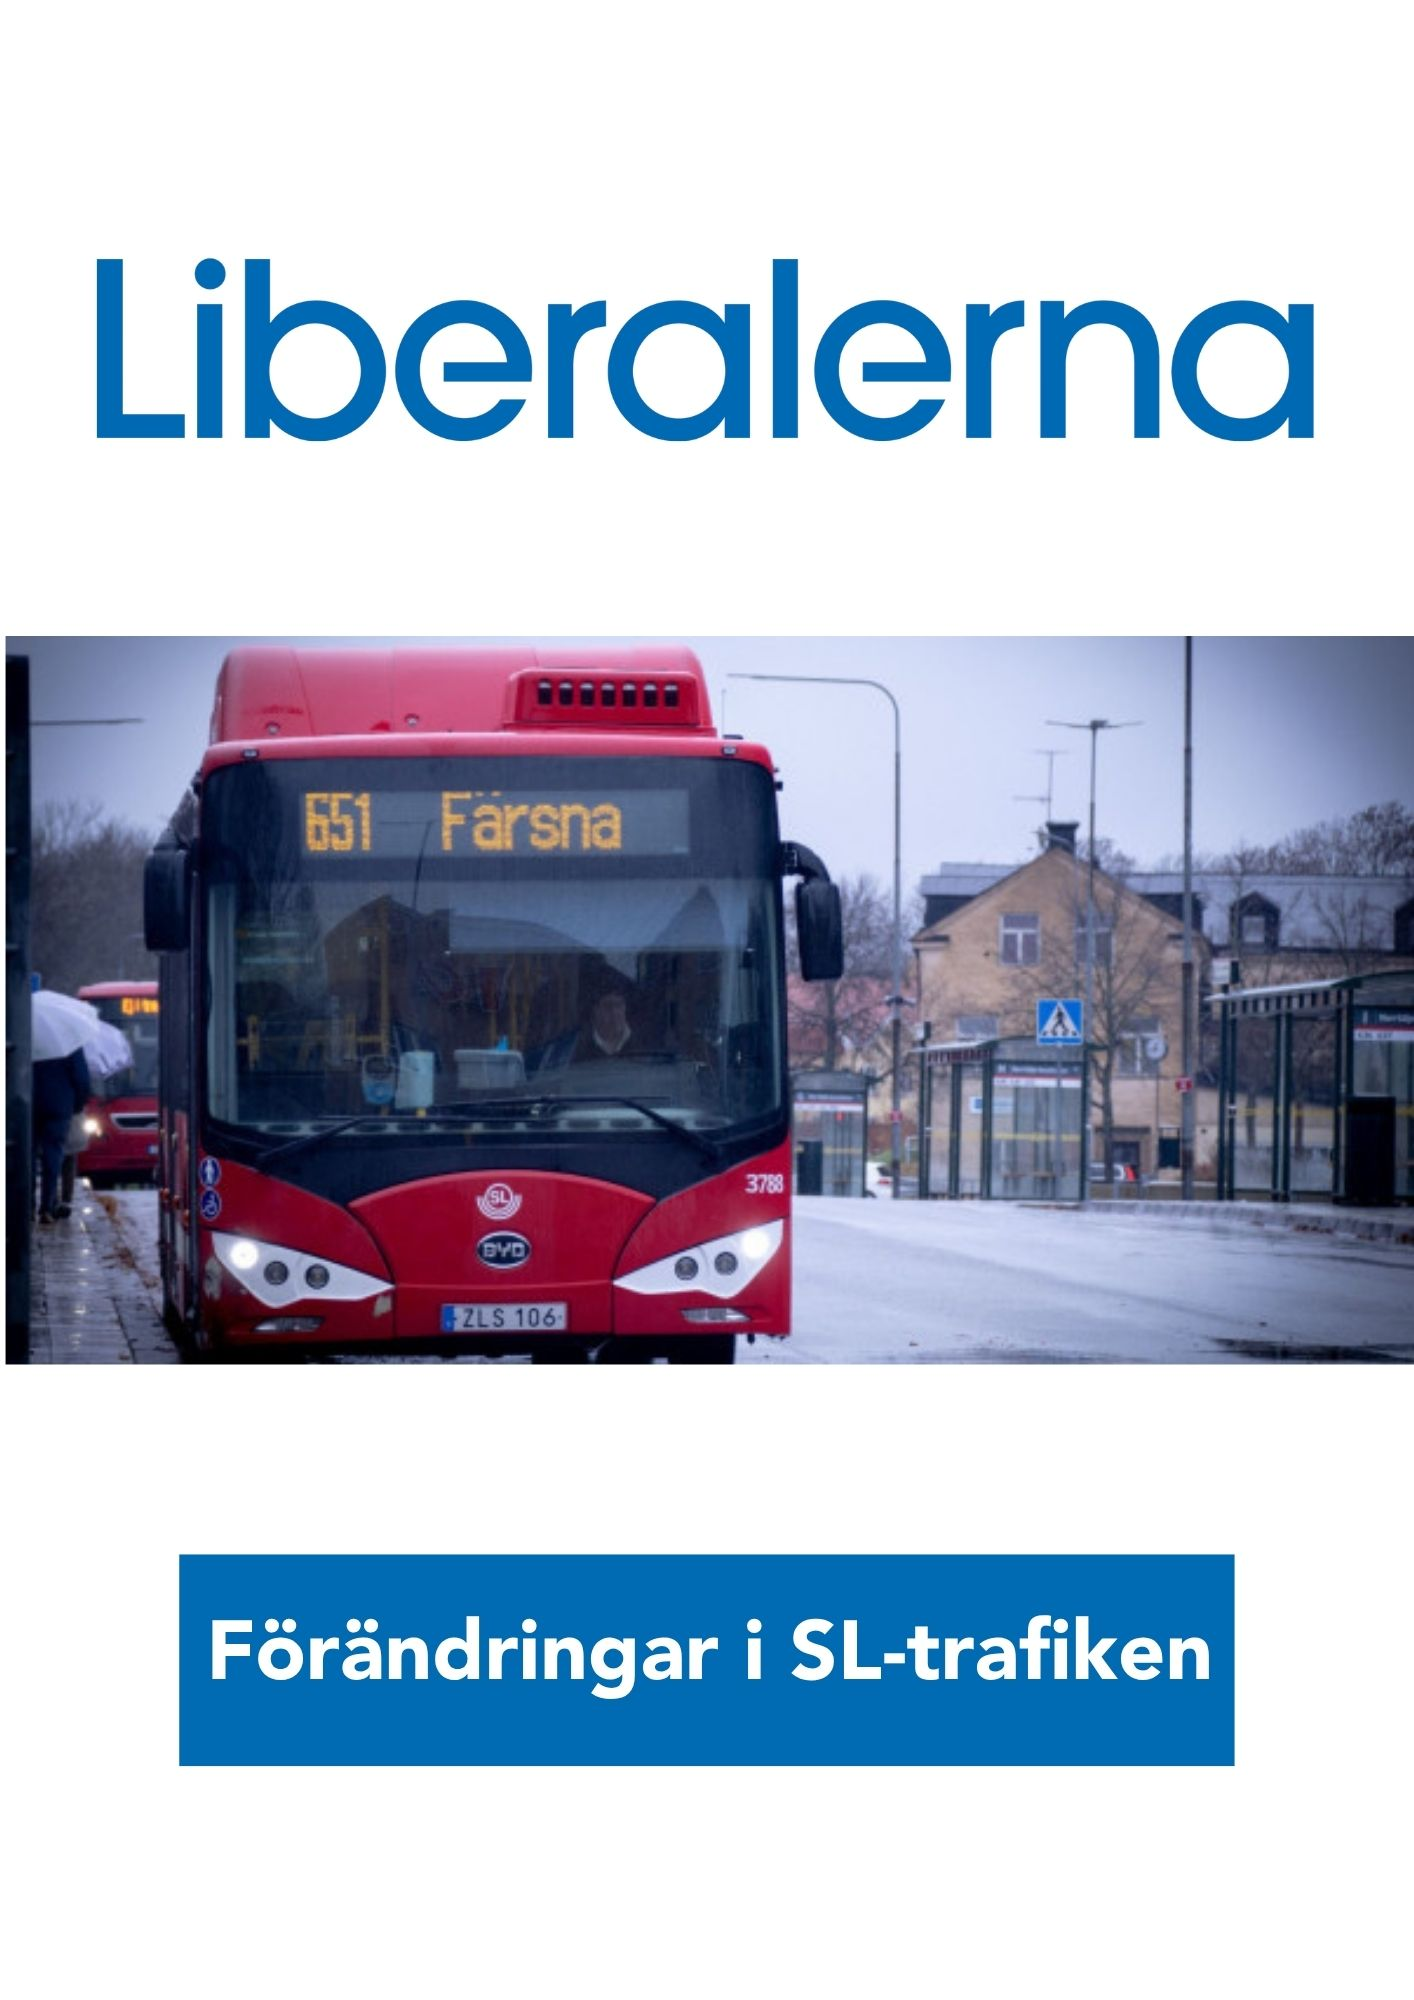 Liberalerna
651 Färsna
3788
SL
BYD
ZLS 106
Förändringar i SL-trafiken